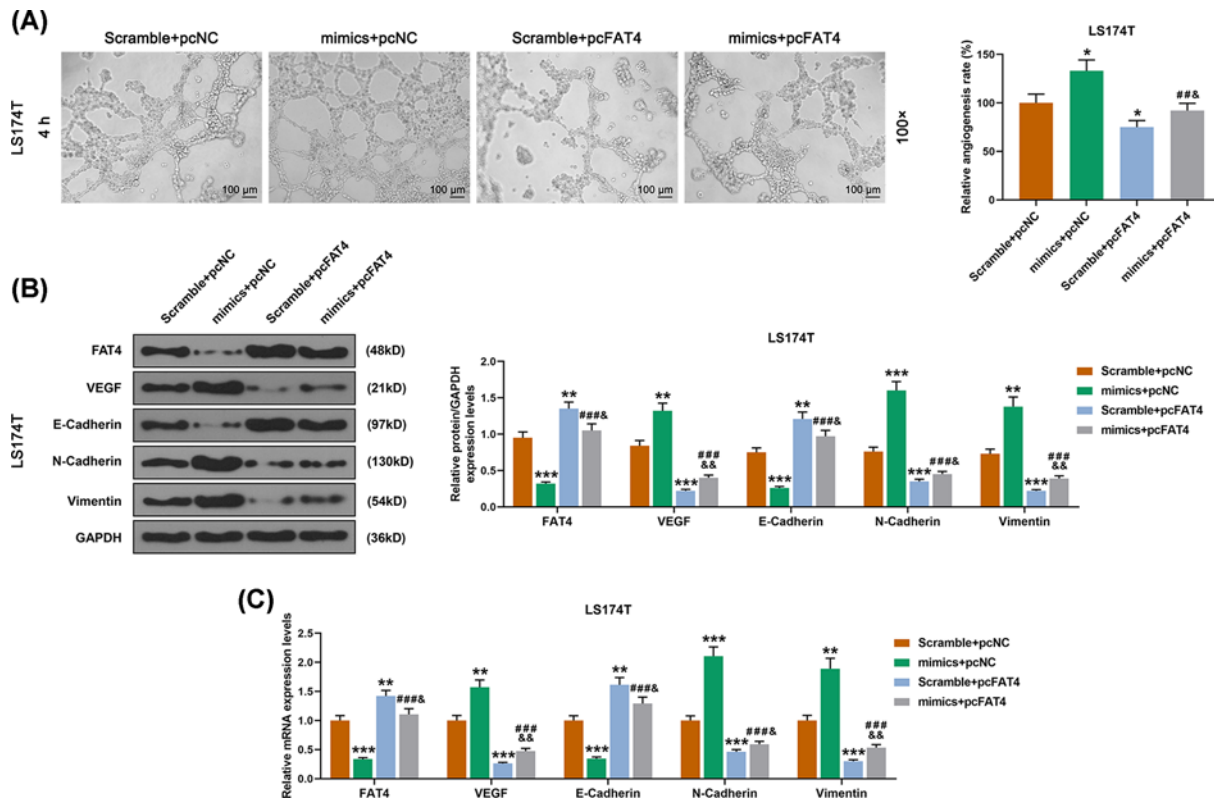 (A)
Scramble+pcNC
mimics+pcNC
Scramble+pcFAT4
mimics+pcFAT4
LS174T
4 h
100 μm
100 μm
100 μm
100 μm
100×
LS174T
Relative angiogenesis rate (%)
150
100
50
0
*
*
##&
Scramble+pcNC
mimics+pcNC
Scramble+pcFAT4
mimics+pcFAT4
(B)
Scramble+pcNC
mimics+pcNC
Scramble+pcFAT4
mimics+pcFAT4
LS174T
FAT4 (48kD)
VEGF (21kD)
E-Cadherin (97kD)
N-Cadherin (130kD)
Vimentin (54kD)
GAPDH (36kD)
LS174T
Relative protein/GAPDH
expression levels
2.0
1.5
1.0
0.5
0.0
*** ** ###&
** *** ###
&&
*** ** ###&
*** *** ###&
** *** ###
&&
FAT4 VEGF E-Cadherin N-Cadherin Vimentin
Scramble+pcNC
mimics+pcNC
Scramble+pcFAT4
mimics+pcFAT4
(C)
LS174T
Relative mRNA expression levels
2.5
2.0
1.5
1.0
0.5
0.0
*** ** ###&
** *** ###
&&
*** ** ###&
*** *** ###&
** *** ###
&&
FAT4 VEGF E-Cadherin N-Cadherin Vimentin
Scramble+pcNC
mimics+pcNC
Scramble+pcFAT4
mimics+pcFAT4